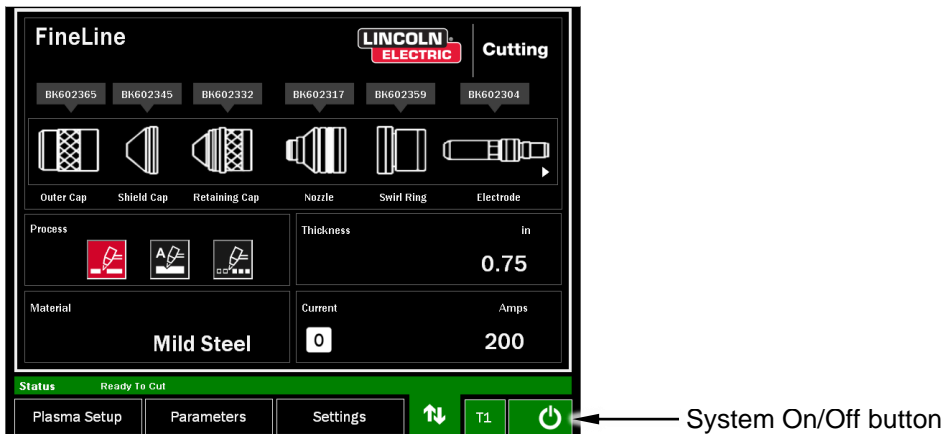 FineLine
LINCOLN ELECTRIC
Cutting
BK602365 BK602345 BK602332 BK602317 BK602359 BK602304
Outer Cap Shield Cap Retaining Cap Nozzle Swirl Ring Electrode
Process
A
Thickness in
0.75
Material
Mild Steel
Current Amps
O 200
Status Ready To Cut
Plasma Setup Parameters Settings T1
System On/Off button